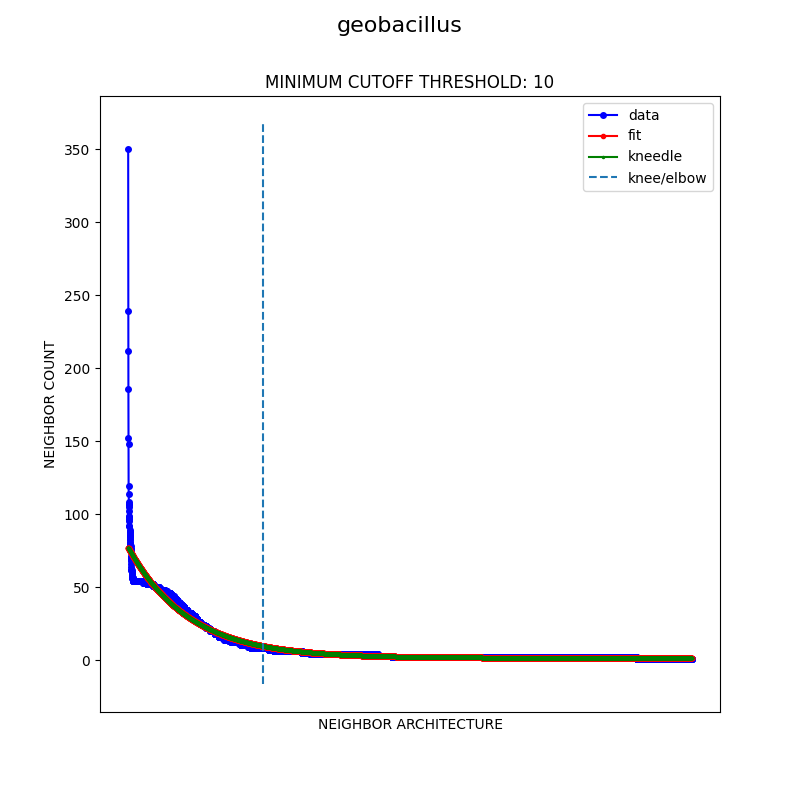 geobacillus
MINIMUM CUTOFF THRESHOLD: 10
data
fit
kneedle
knee/elbow
350
300
250
200
150
100
50
0
NEIGHBOR COUNT
NEIGHBOR ARCHITECTURE